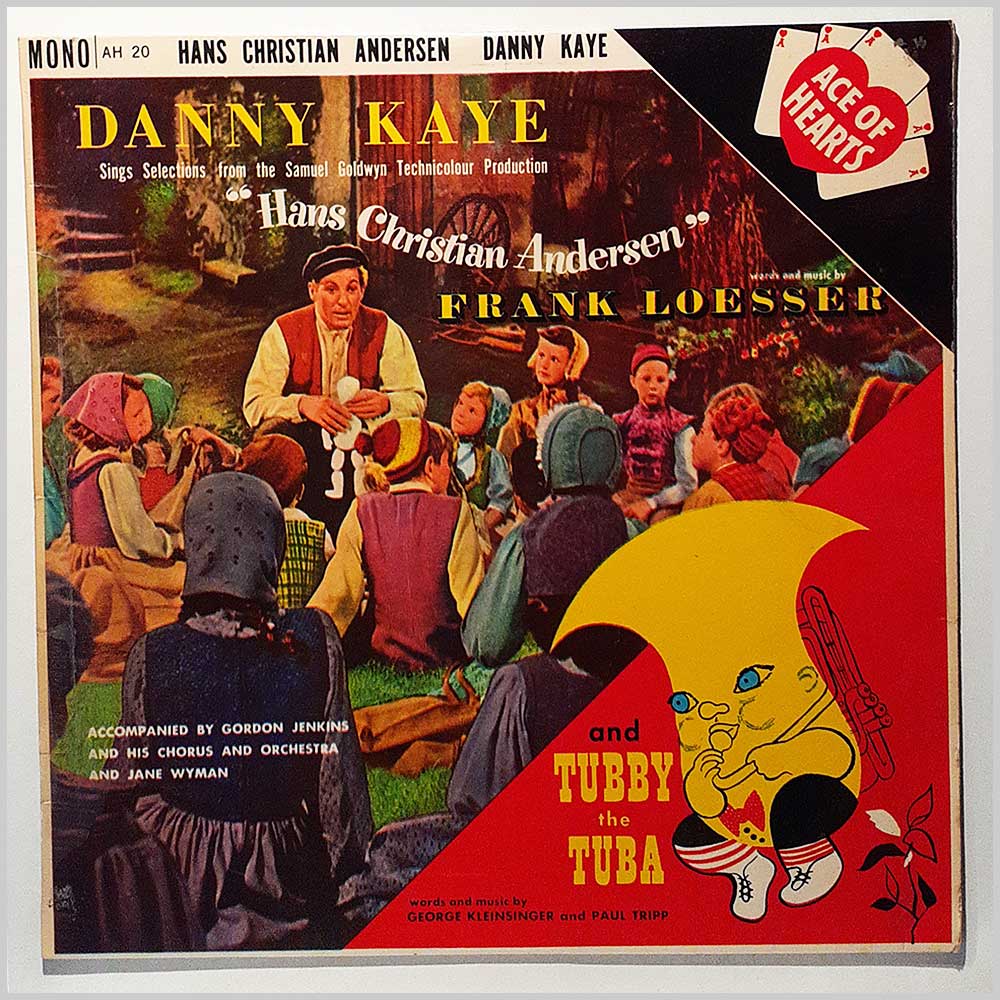 MONO | AH 20 HANS CHRISTIAN ANDERSEN DANNY KAYE
ACE OF
HEARTS
A
A
A
A
A
DANNY KAYE
Sings Selections from the Samuel Goldwyn Technicolour Production
“Hans Christian Andersen”
words and music by
FRANK LOESSER
ACCOMPANIED BY GORDON JENKINS
AND HIS CHORUS AND ORCHESTRA
AND JANE WYMAN
and
TUBBY
the
TUBA
words and music by
GEORGE KLEINSINGER and PAUL TRIPP